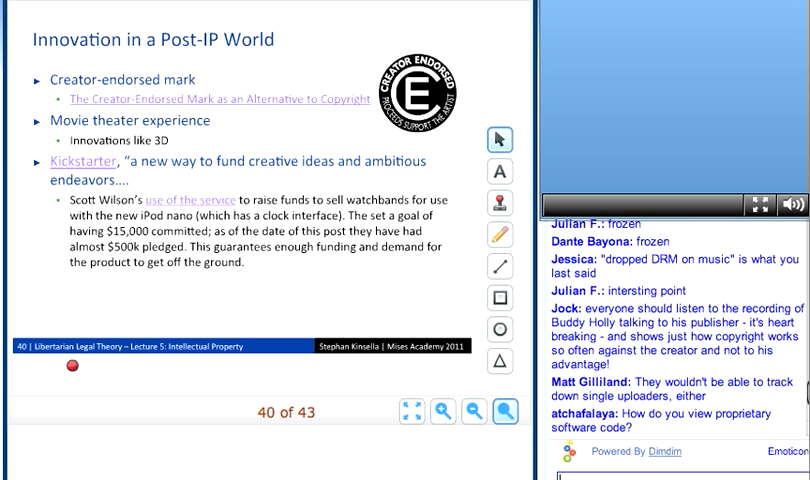 Innovation in a Post-IP World
► Creator-endorsed mark
• The Creator-Endorsed Mark as an Alternative to Copyright
CREATOR ENDORSED
E
PROCEEDS SUPPORT THE ARTIST
► Movie theater experience
• Innovations like 3D
► Kickstarter, “a new way to fund creative ideas and ambitious
endeavors....
• Scott Wilson’s use of the service to raise funds to sell watchbands for use
with the new iPod nano (which has a clock interface). The set a goal of
having $15,000 committed; as of the date of this post they have had
almost $500k pledged. This guarantees enough funding and demand for
the product to get off the ground.
40 | Libertarian Legal Theory – Lecture 5: Intellectual Property
Stephan Kinsella | Mises Academy 2011
A
40 of 43
Julian F.: frozen
Dante Bayona: frozen
Jessica: "dropped DRM on music" is what you
last said
Julian F.: intersting point
Jock: everyone should listen to the recording of
Buddy Holly talking to his publisher - it's heart
breaking - and shows just how copyright works
so often against the creator and not to his
advantage!
Matt Gilliland: They wouldn't be able to track
down single uploaders, either
atchafalaya: How do you view proprietary
software code?
Powered By Dimdim
Emoticon